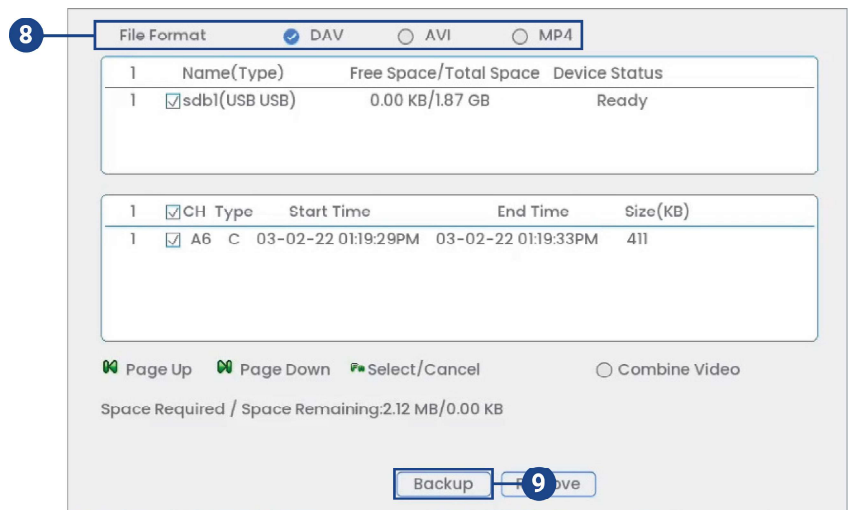 8 File Format DAV AVI MP4
1 Name(Type) Free Space/Total Space Device Status
1 sdb1(USB USB) 0.00 KB/1.87 GB Ready
1 CH Type Start Time End Time Size(KB)
1 A6 C 03-02-22 01:19:29PM 03-02-22 01:19:33PM 411
Page Up Page Down Fn Select/Cancel Combine Video
Space Required / Space Remaining:2.12 MB/0.00 KB
Backup 9